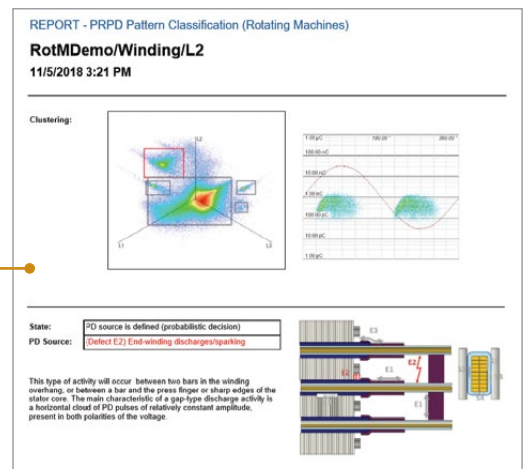 REPORT - PRPD Pattern Classification (Rotating Machines)
RotMDemo/Winding/L2
11/5/2018 3:21 PM
Clustering:
L2
L1
L3
1.00 µC
100.00 nC
10.00 nC
1.00 nC
100.00 pC
10.00 pC
State:
PD source is defined (probabilistic decision)
PD Source:
(Defect E2) End-winding discharges/sparking
This type of activity will occur between two bars in the winding
overhang, or between a bar and the press finger or sharp edges of the
stator core. The main characteristic of a gap-type discharge activity is
a horizontal cloud of PD pulses of relatively constant amplitude,
present in both polarities of the voltage.
E3
E2
E2
E1
E1